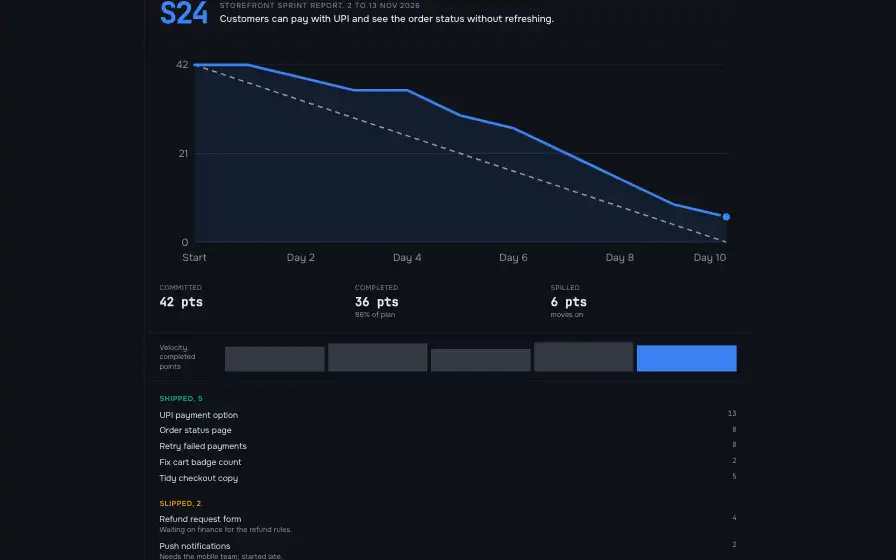 S24
STOREFRONT SPRINT REPORT, 2 TO 13 NOV 2026
Customers can pay with UPI and see the order status without refreshing.
42
21
0
Start Day 2 Day 4 Day 6 Day 8 Day 10
COMMITTED COMPLETED SPILLED
42 pts 36 pts 6 pts
86% of plan moves on
Velocity,
completed
points
SHIPPED, 5
UPI payment option 13
Order status page 8
Retry failed payments 8
Fix cart badge count 2
Tidy checkout copy 5
SLIPPED, 2
Refund request form 4
Waiting on finance for the refund rules.
Push notifications 2
Needs the mobile team; started late.